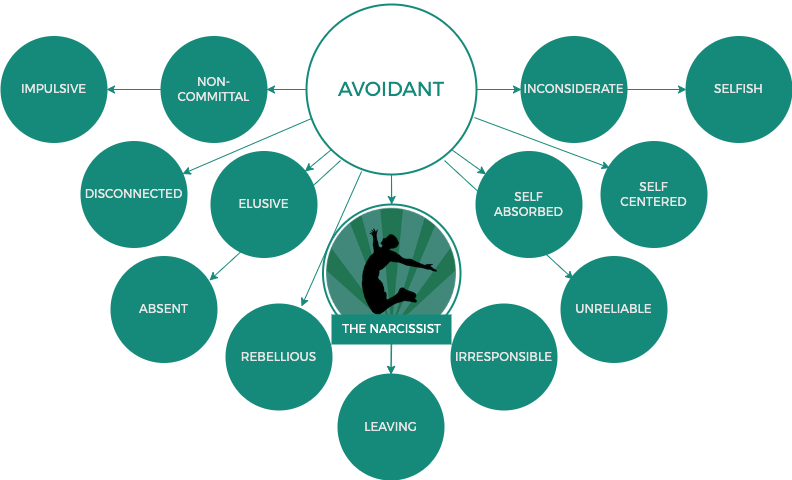 AVOIDANT
IMPULSIVE
NON-
COMMITTAL
INCONSIDERATE
SELFISH
DISCONNECTED
ELUSIVE
SELF
ABSORBED
SELF
CENTERED
ABSENT
UNRELIABLE
THE NARCISSIST
REBELLIOUS
IRRESPONSIBLE
LEAVING